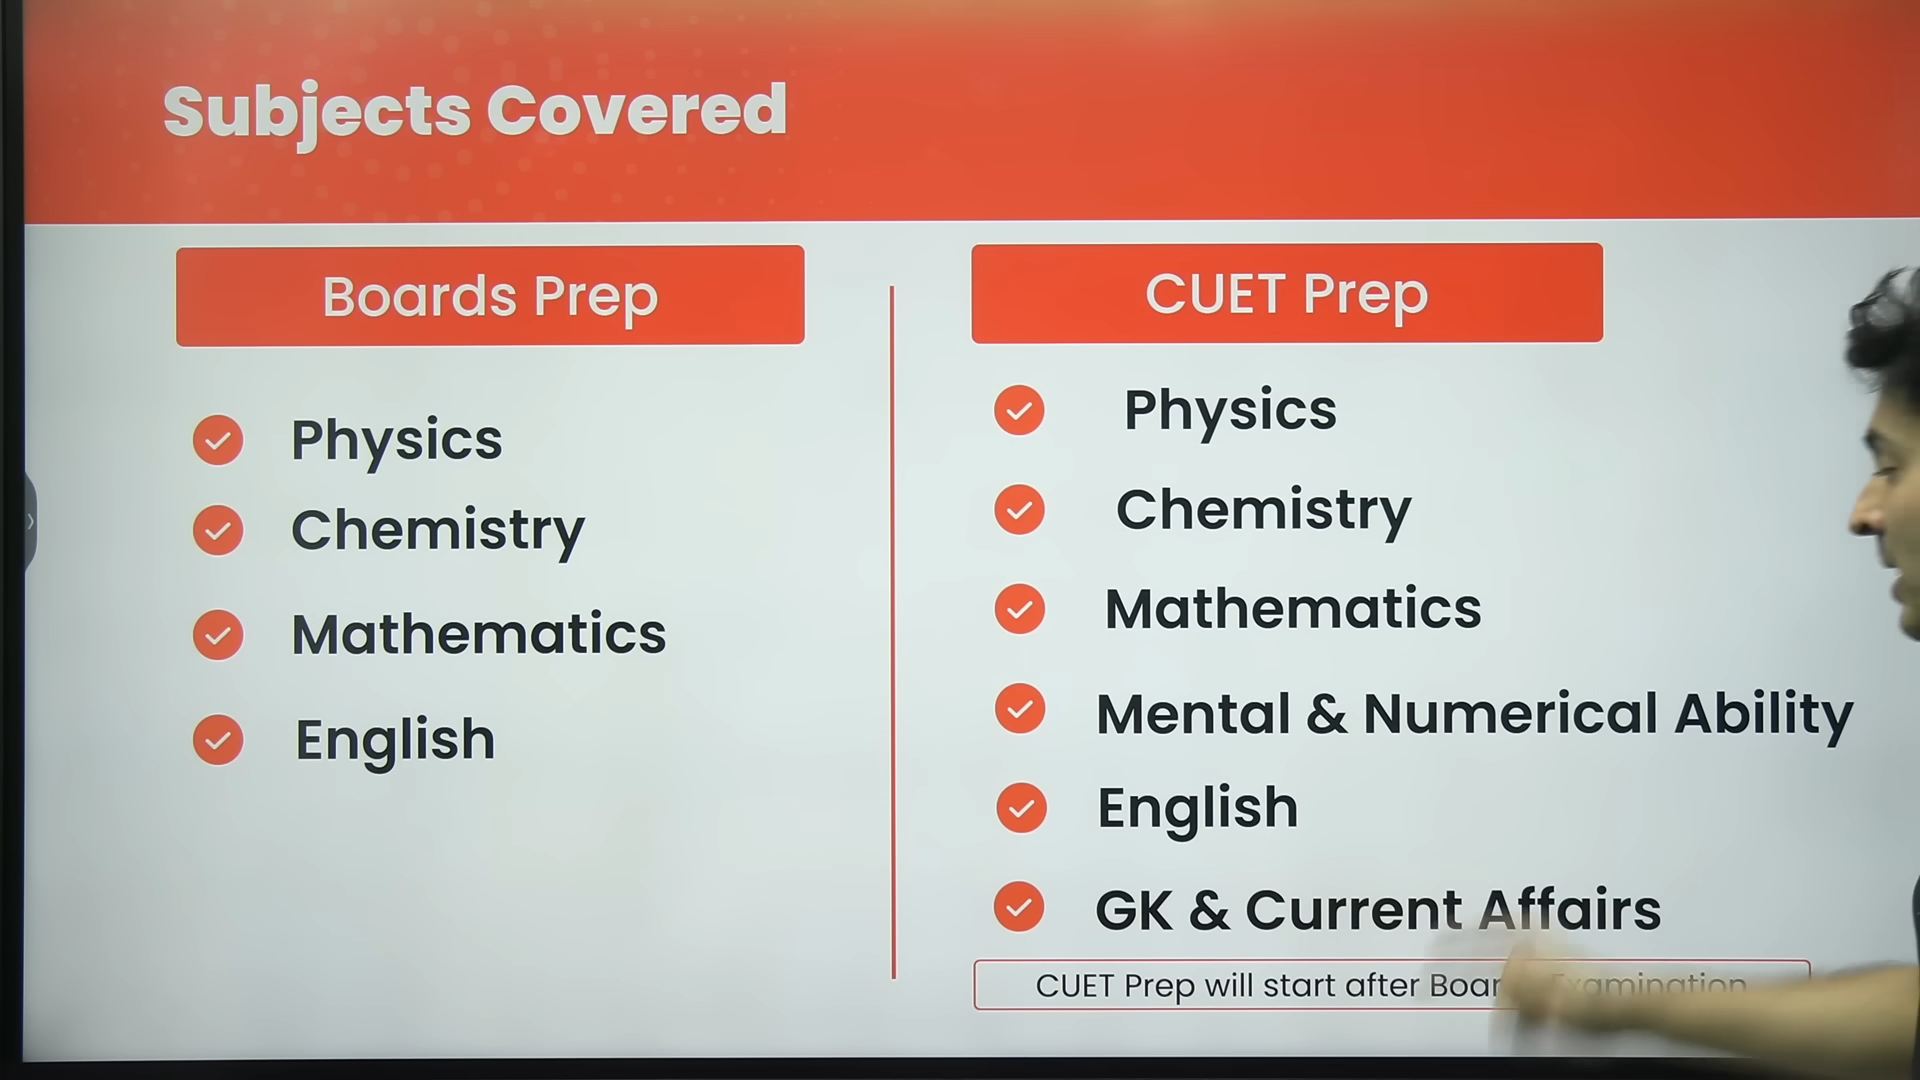 Subjects Covered
Boards Prep
Physics
Chemistry
Mathematics
English
CUET Prep
Physics
Chemistry
Mathematics
Mental & Numerical Ability
English
GK & Current Affairs
CUET Prep will start after Examination